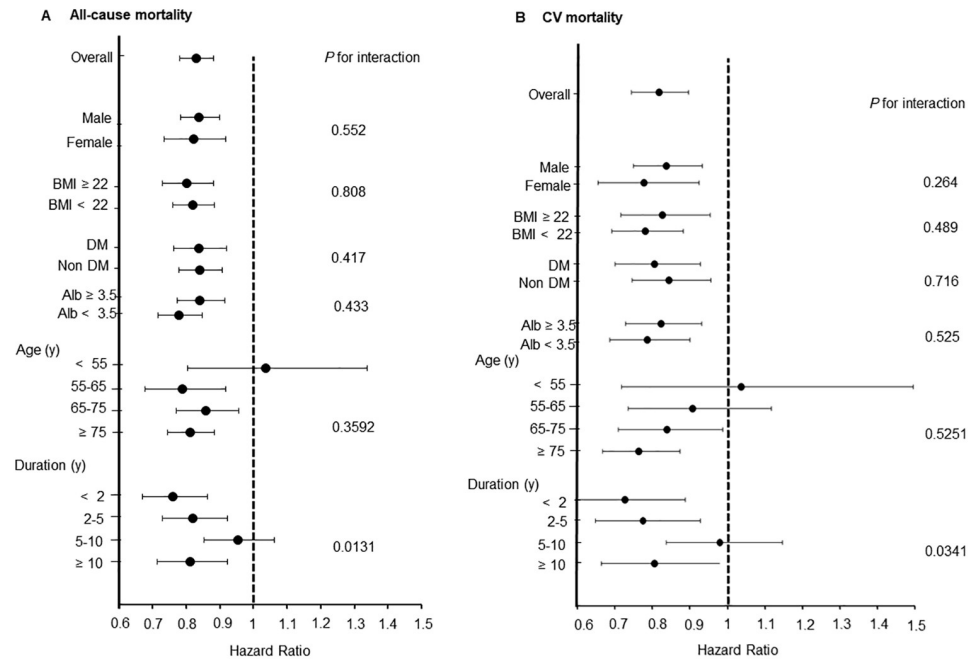 A All-cause mortality
P for interaction
Overall
Male
Female
0.552
BMI ≥ 22
BMI < 22
0.808
DM
Non DM
0.417
Alb ≥ 3.5
Alb < 3.5
0.433
Age (y)
< 55
55-65
65-75
≥ 75
0.3592
Duration (y)
< 2
2-5
5-10
≥ 10
0.0131
0.6 0.7 0.8 0.9 1 1.1 1.2 1.3 1.4 1.5
Hazard Ratio
B CV mortality
P for interaction
Overall
Male
Female
0.264
BMI ≥ 22
BMI < 22
0.489
DM
Non DM
0.716
Alb ≥ 3.5
Alb < 3.5
0.525
Age (y)
< 55
55-65
65-75
≥ 75
0.5251
Duration (y)
< 2
2-5
5-10
≥ 10
0.0341
0.6 0.7 0.8 0.9 1 1.1 1.2 1.3 1.4 1.5
Hazard Ratio